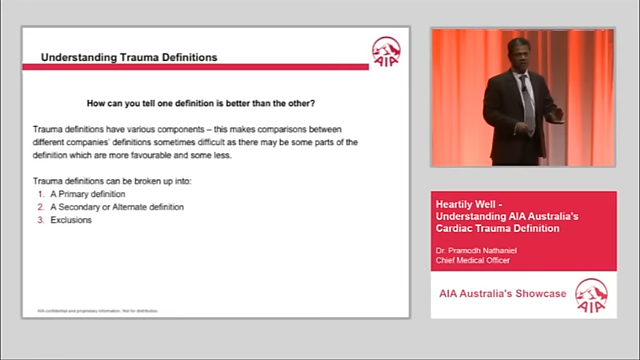 Understanding Trauma Definitions
AIA
How can you tell one definition is better than the other?
Trauma definitions have various components – this makes comparisons between
different companies' definitions sometimes difficult as there may be some parts of the
definition which are more favourable and some less.
Trauma definitions can be broken up into:
1. A Primary definition
2. A Secondary or Alternate definition
3. Exclusions
AIA confidential and proprietary information. Not for distribution.
Heartily Well -
Understanding AIA Australia's
Cardiac Trauma Definition
Dr. Pramodh Nathaniel
Chief Medical Officer
AIA Australia's Showcase
AIA